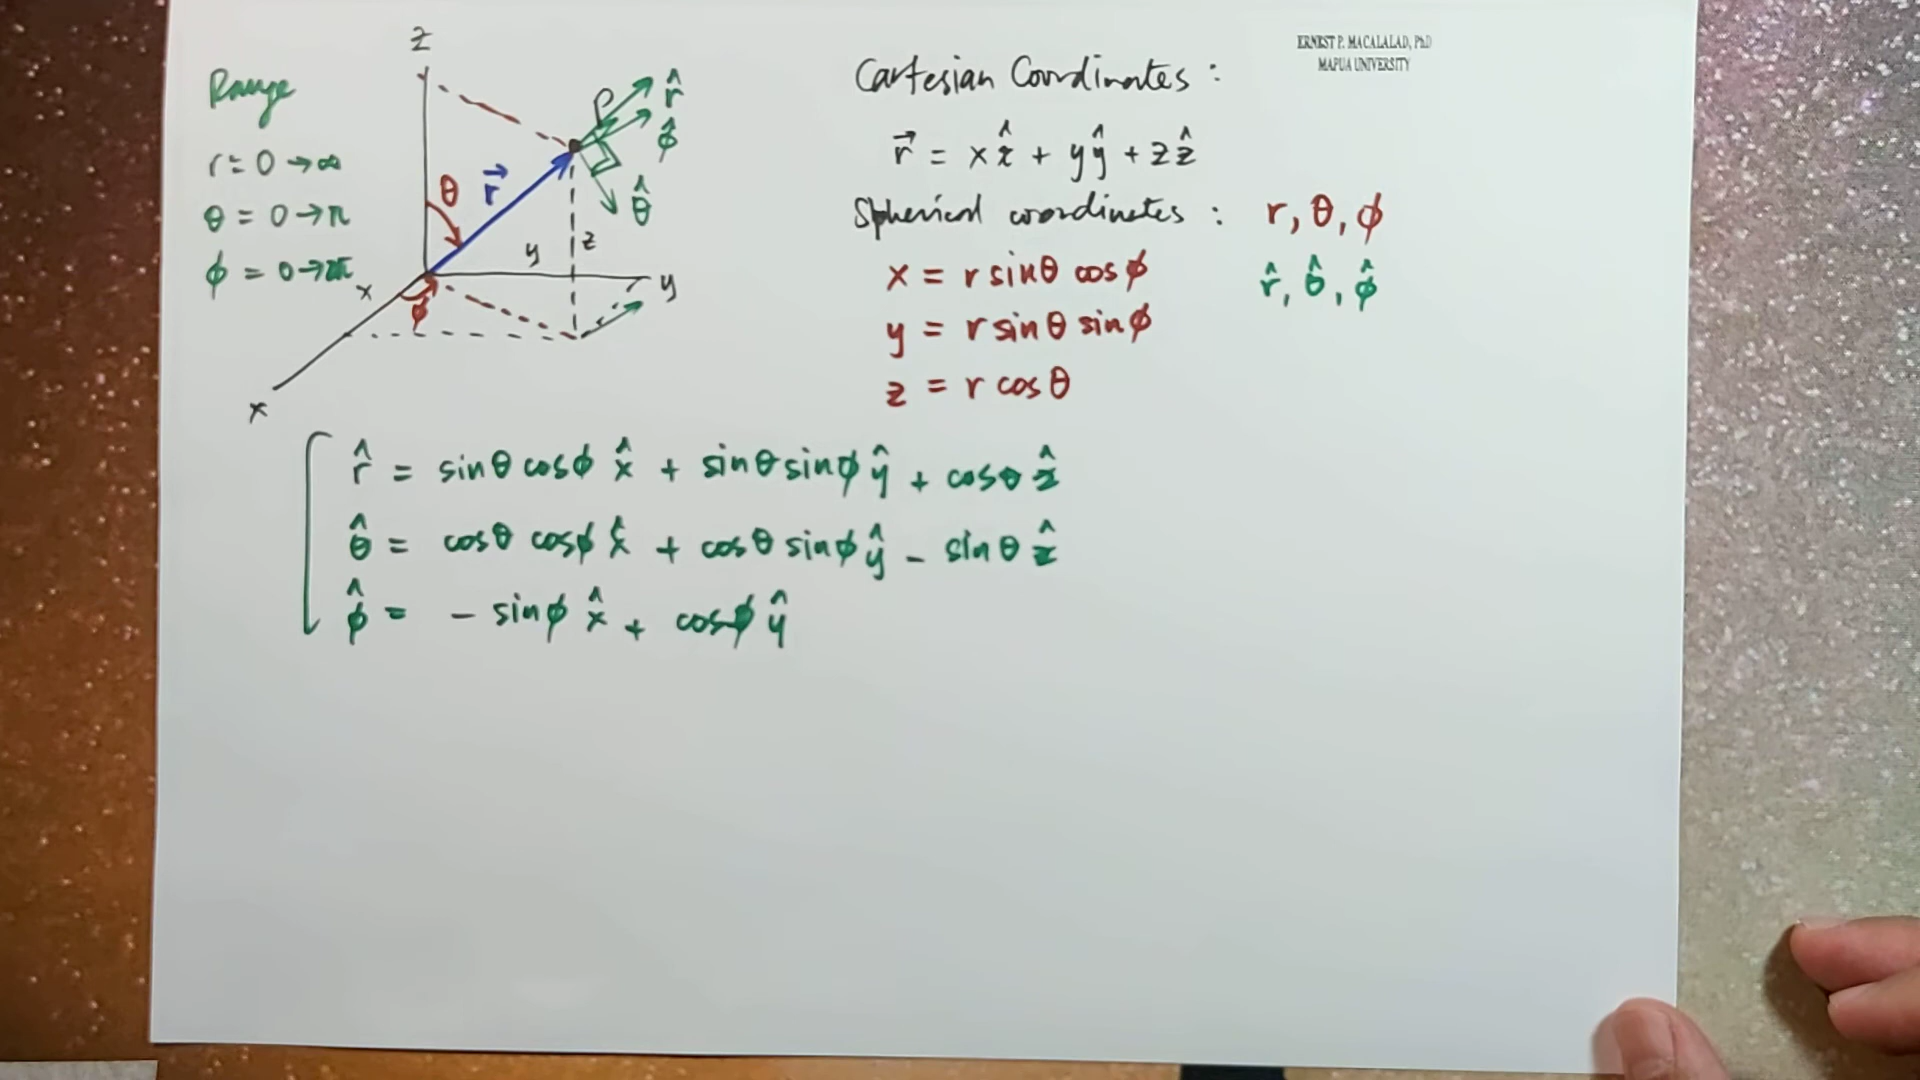 Range
r = 0 → ∞
θ = 0 → π
ϕ = 0 → 2π
z
θ
r⃗
P
r̂
ϕ̂
θ̂
y
z
x
ϕ
y
x
ERNEST P. MACALALAD, PhD
MAPUA UNIVERSITY
Cartesian Coordinates :
r⃗ = x x̂ + y ŷ + z ẑ
Spherical coordinates : r, θ, ϕ
r̂, θ̂, ϕ̂
x = r sinθ cosϕ
y = r sinθ sinϕ
z = r cosθ
r̂ = sinθ cosϕ x̂ + sinθ sinϕ ŷ + cosθ ẑ
θ̂ = cosθ cosϕ x̂ + cosθ sinϕ ŷ - sinθ ẑ
ϕ̂ = - sinϕ x̂ + cosϕ ŷ